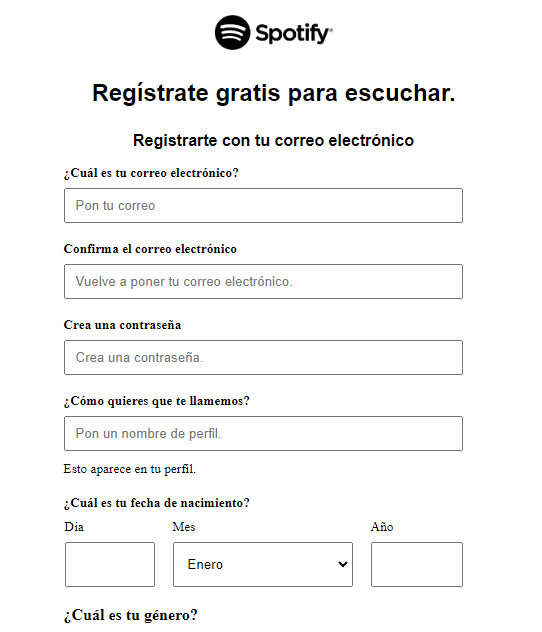 Spotify
Regístrate gratis para escuchar.
Registrarte con tu correo electrónico
¿Cuál es tu correo electrónico?
Pon tu correo
Confirma el correo electrónico
Vuelve a poner tu correo electrónico.
Crea una contraseña
Crea una contraseña.
¿Cómo quieres que te llamemos?
Pon un nombre de perfil.
Esto aparece en tu perfil.
¿Cuál es tu fecha de nacimiento?
Día Mes Año
Enero
¿Cuál es tu género?